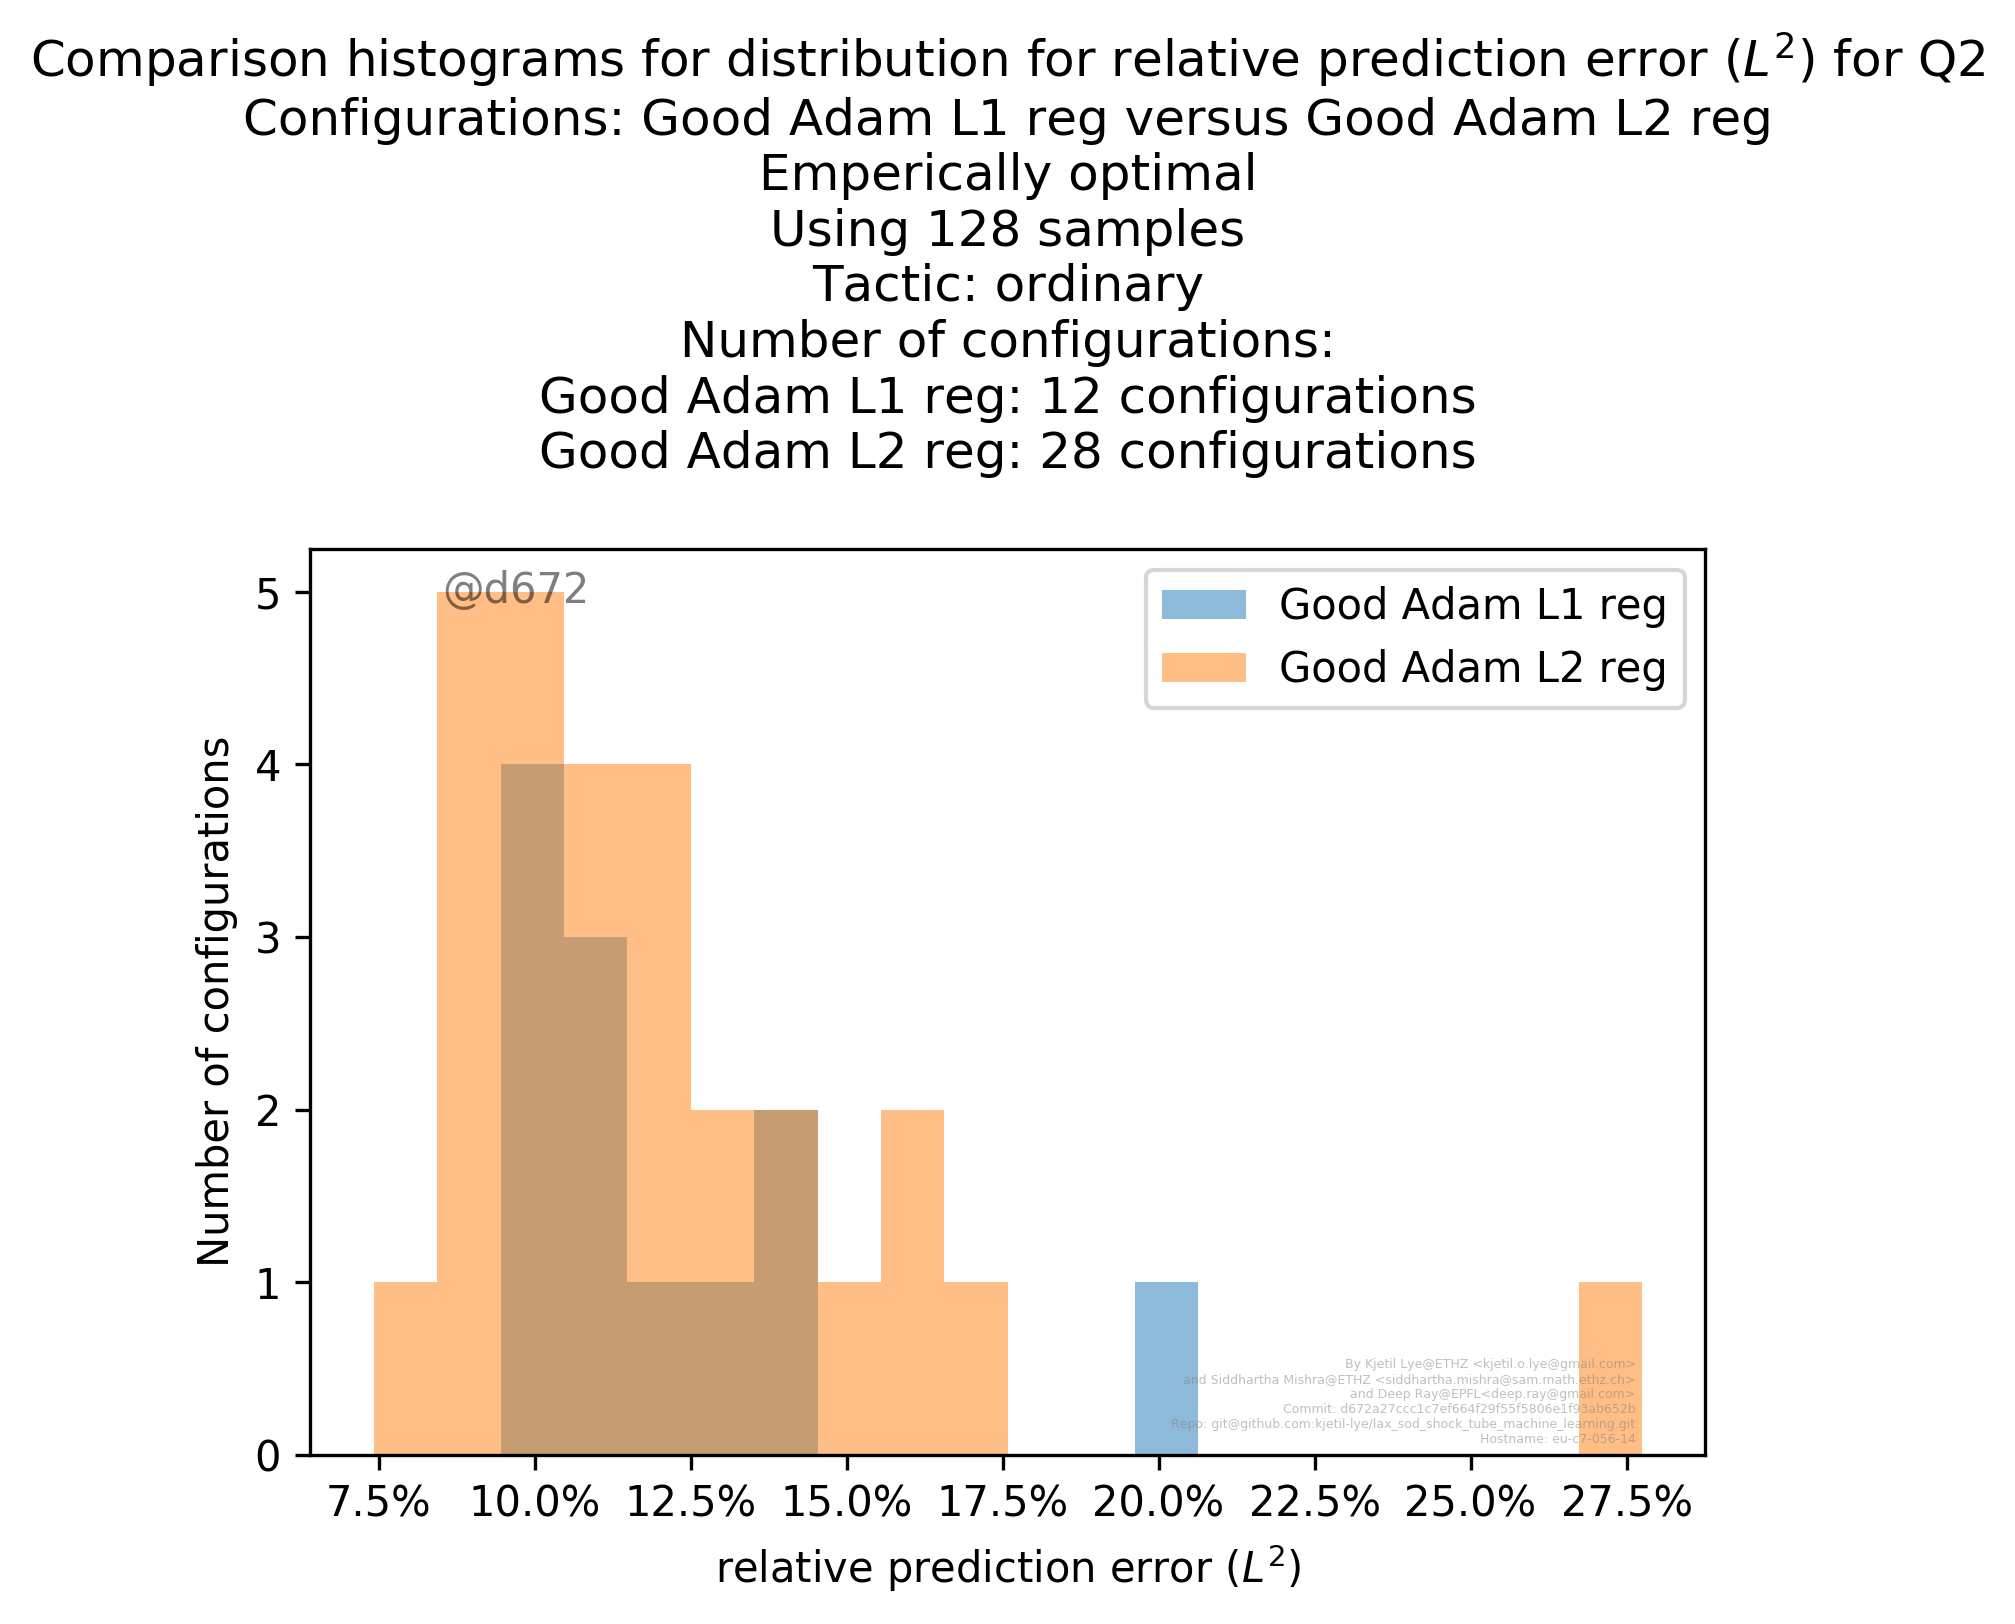 Comparison histograms for distribution for relative prediction error (L²) for Q2
Configurations: Good Adam L1 reg versus Good Adam L2 reg
Emperically optimal
Using 128 samples
Tactic: ordinary
Number of configurations:
Good Adam L1 reg: 12 configurations
Good Adam L2 reg: 28 configurations
@d672
Good Adam L1 reg
Good Adam L2 reg
Number of configurations
5
4
3
2
1
0
By Kjetil Lye@ETHZ <kjetil.o.lye@gmail.com>
and Siddhartha Mishra@ETHZ <siddhartha.mishra@sam.math.ethz.ch>
and Deep Ray@EPFL<deep.ray@gmail.com>
Commit: d672a27ccc1c7ef664f29f55f5806e1f93ab652b
Repo: git@github.com:kjetil-lye/lax_sod_shock_tube_machine_learning.git
Hostname: eu-c7-056-14
7.5% 10.0% 12.5% 15.0% 17.5% 20.0% 22.5% 25.0% 27.5%
relative prediction error (L²)